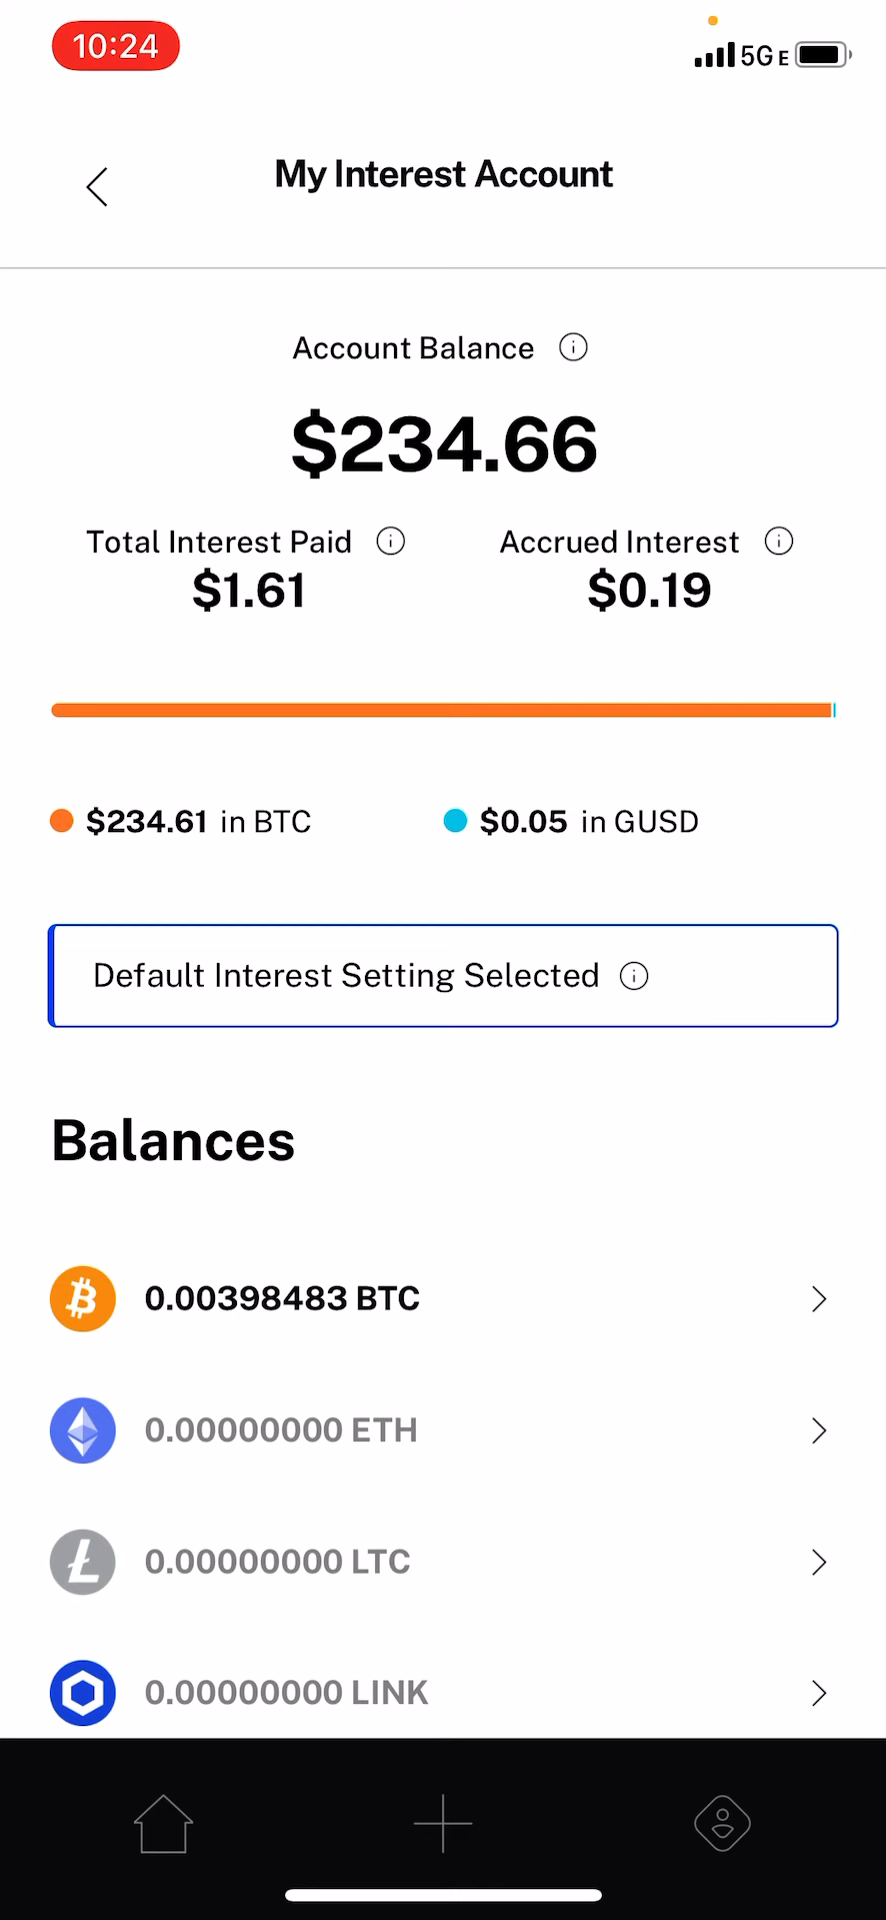 10:24
5GE
My Interest Account
Account Balance
$234.66
Total Interest Paid Accrued Interest
$1.61 $0.19
$234.61 in BTC $0.05 in GUSD
Default Interest Setting Selected
Balances
0.00398483 BTC
0.00000000 ETH
0.00000000 LTC
0.00000000 LINK